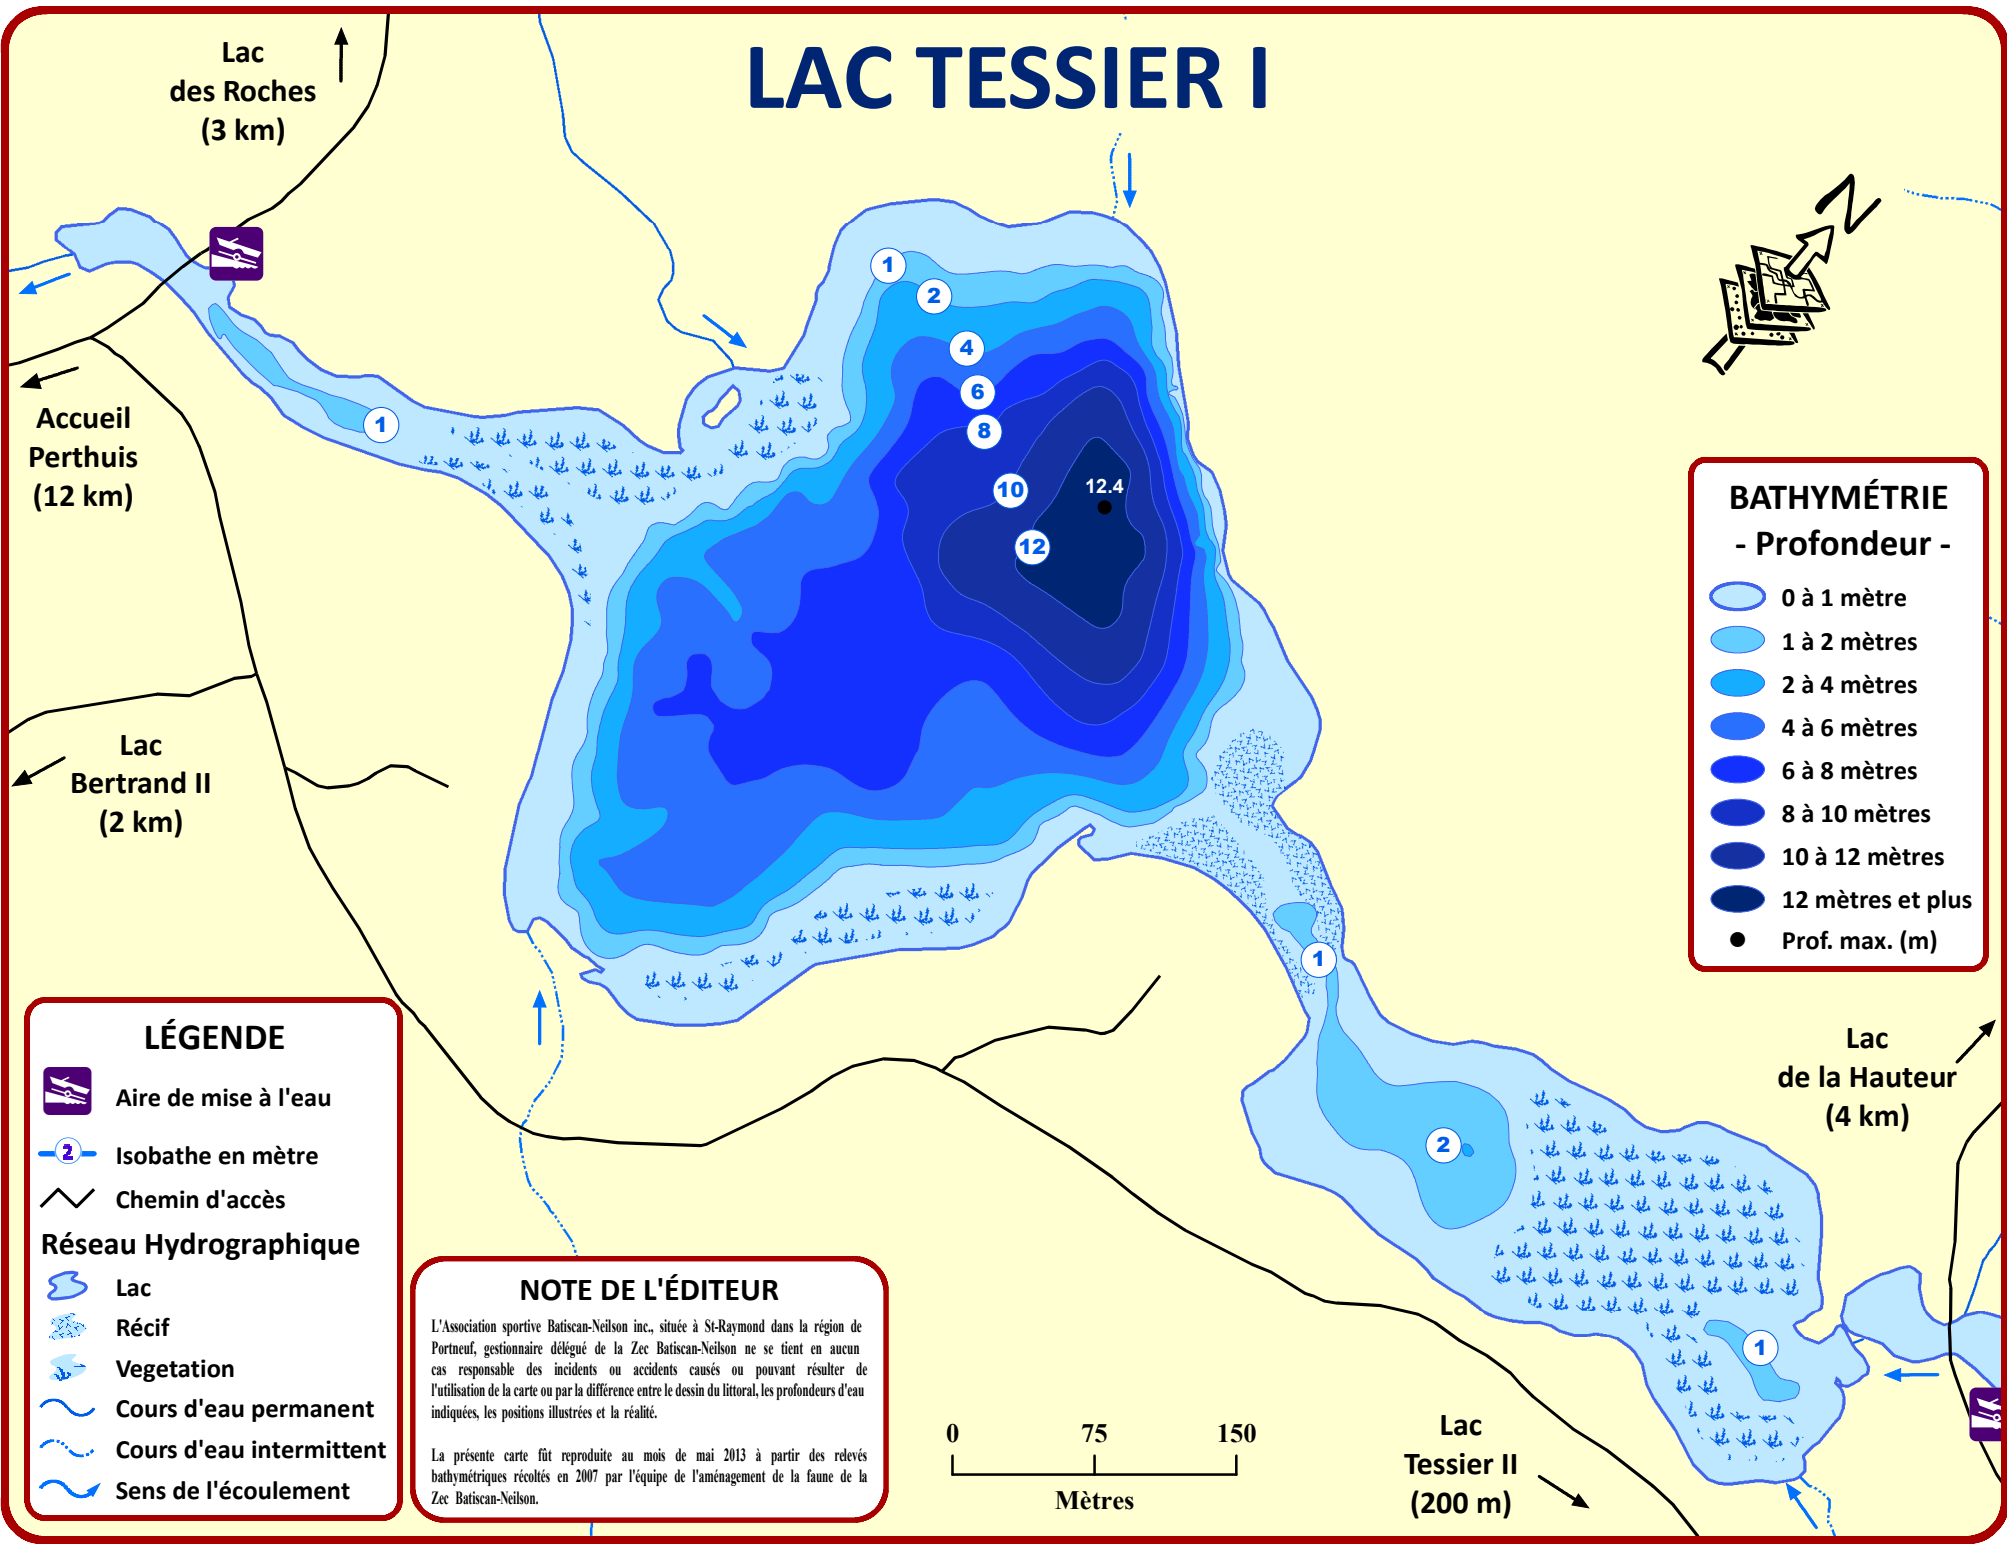 LAC TESSIER I
Lac
des Roches
(3 km)
N
1
2
4
6
8
10
12
12.4
1
Accueil
Perthuis
(12 km)
Lac
Bertrand II
(2 km)
BATHYMÉTRIE
- Profondeur -
0 à 1 mètre
1 à 2 mètres
2 à 4 mètres
4 à 6 mètres
6 à 8 mètres
8 à 10 mètres
10 à 12 mètres
12 mètres et plus
Prof. max. (m)
1
2
1
Lac
de la Hauteur
(4 km)
LÉGENDE
Aire de mise à l'eau
2
Isobathe en mètre
Chemin d'accès
Réseau Hydrographique
Lac
Récif
Vegetation
Cours d'eau permanent
Cours d'eau intermittent
Sens de l'écoulement
NOTE DE L'ÉDITEUR
L'Association sportive Batiscan-Neilson inc., située à St-Raymond dans la région de
Portneuf, gestionnaire délégué de la Zec Batiscan-Neilson ne se tient en aucun
cas responsable des incidents ou accidents causés ou pouvant résulter de
l'utilisation de la carte ou par la différence entre le dessin du littoral, les profondeurs d'eau
indiquées, les positions illustrées et la réalité.
La présente carte fût reproduite au mois de mai 2013 à partir des relevés
bathymétriques récoltés en 2007 par l'équipe de l'aménagement de la faune de la
Zec Batiscan-Neilson.
0 75 150
Mètres
Lac
Tessier II
(200 m)